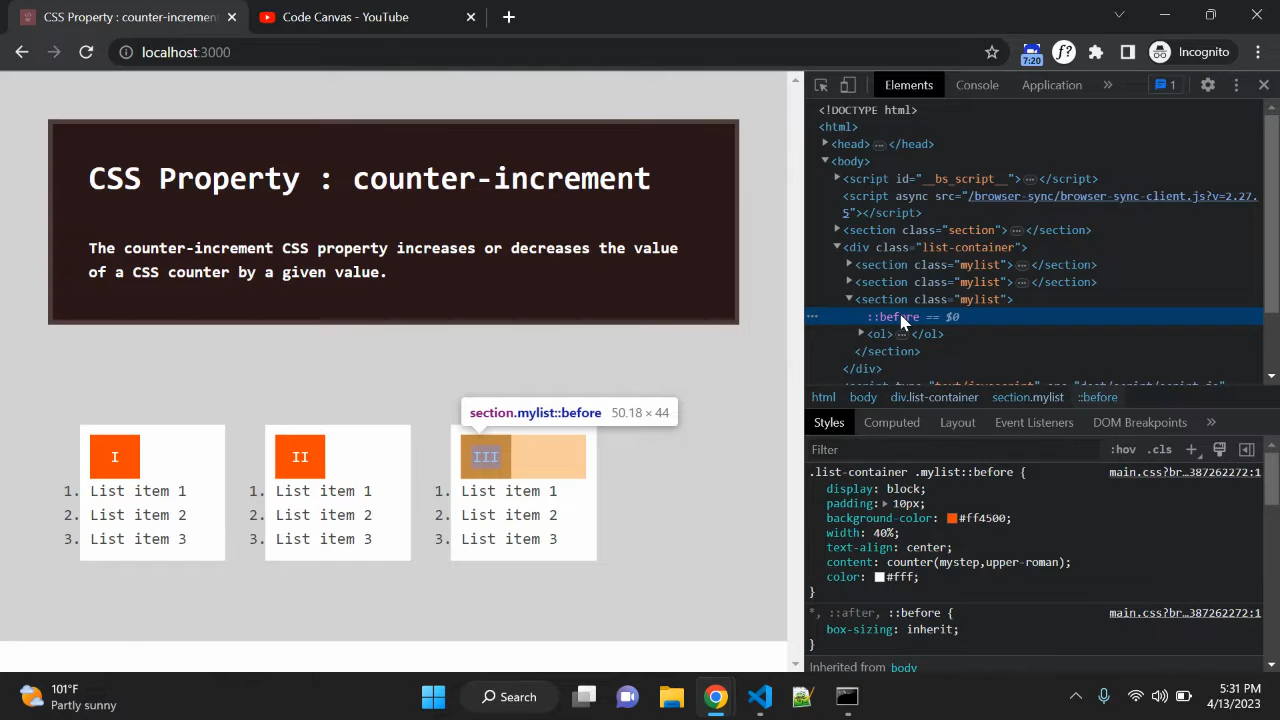 CSS Property : counter-increment
Code Canvas - YouTube
localhost:3000
7:20
f?
Incognito
CSS Property : counter-increment
The counter-increment CSS property increases or decreases the value
of a CSS counter by a given value.
section.mylist::before 50.18 × 44
I
II
III
1. List item 1
2. List item 2
3. List item 3
1. List item 1
2. List item 2
3. List item 3
1. List item 1
2. List item 2
3. List item 3
Elements Console Application » 1
<!DOCTYPE html>
<html>
<head> … </head>
<body>
<script id="__bs_script__"> … </script>
<script async src="/browser-sync/browser-sync-client.js?v=2.27.
5"></script>
<section class="section"> … </section>
<div class="list-container">
<section class="mylist"> … </section>
<section class="mylist"> … </section>
<section class="mylist">
::before == $0
<ol> … </ol>
</section>
</div>
html body div.list-container section.mylist ::before
Styles Computed Layout Event Listeners DOM Breakpoints »
Filter :hov .cls +
.list-container .mylist::before { main.css?br…387262272:1
display: block;
padding: 10px;
background-color: #ff4500;
width: 40%;
text-align: center;
content: counter(mystep,upper-roman);
color: #fff;
}
*, ::after, ::before { main.css?br…387262272:1
box-sizing: inherit;
}
Inherited from body
101°F
Partly sunny
Search
5:31 PM
4/13/2023